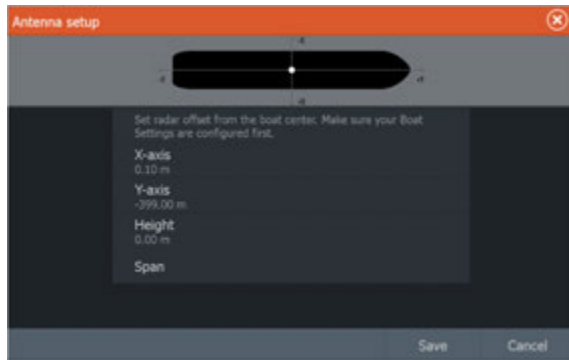 Antenna setup
Set radar offset from the boat center. Make sure your Boat
Settings are configured first.
X-axis
0.10 m
Y-axis
-399.00 m
Height
0.00 m
Span
Save
Cancel